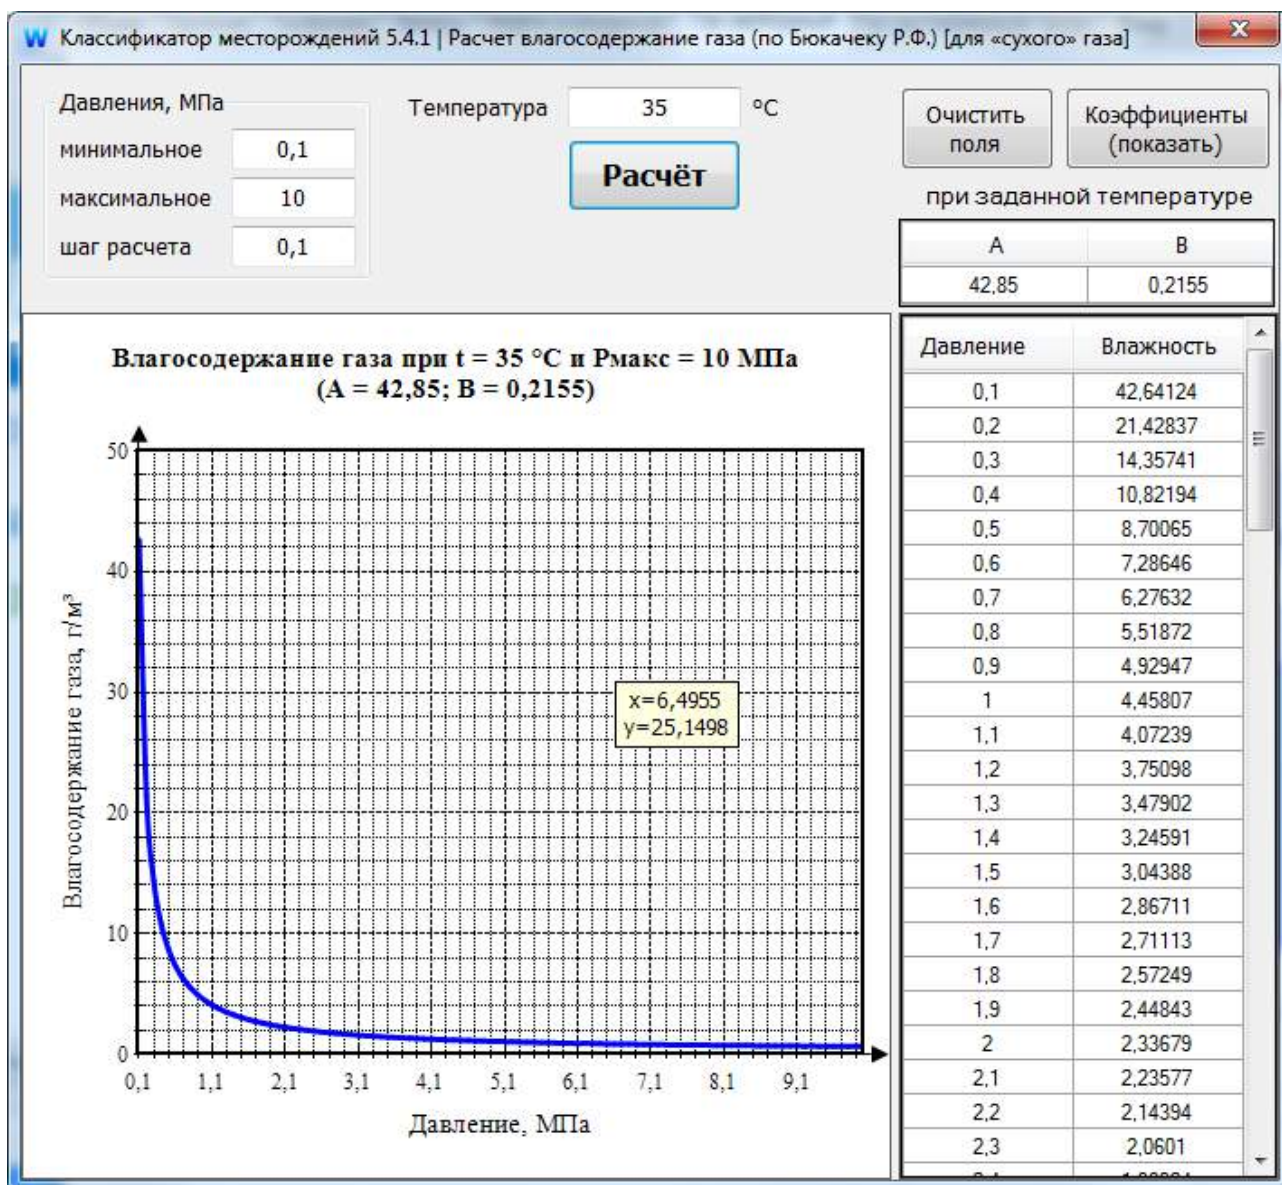 W Классификатор месторождений 5.4.1 | Расчет влагосодержание газа (по Бюкачеку Р.Ф.) [для «сухого» газа]
Давления, МПа
минимальное 0,1
максимальное 10
шаг расчета 0,1
Температура 35 °C
Расчёт
Очистить
поля
Коэффициенты
(показать)
при заданной температуре
A B
42,85 0,2155
Влагосодержание газа при t = 35 °C и Pмакс = 10 МПа
(A = 42,85; B = 0,2155)
Влагосодержание газа, г/м³
50
40
30
20
10
0
x=6,4955
y=25,1498
0,1 1,1 2,1 3,1 4,1 5,1 6,1 7,1 8,1 9,1
Давление, МПа
Давление Влажность
0,1 42,64124
0,2 21,42837
0,3 14,35741
0,4 10,82194
0,5 8,70065
0,6 7,28646
0,7 6,27632
0,8 5,51872
0,9 4,92947
1 4,45807
1,1 4,07239
1,2 3,75098
1,3 3,47902
1,4 3,24591
1,5 3,04388
1,6 2,86711
1,7 2,71113
1,8 2,57249
1,9 2,44843
2 2,33679
2,1 2,23577
2,2 2,14394
2,3 2,0601